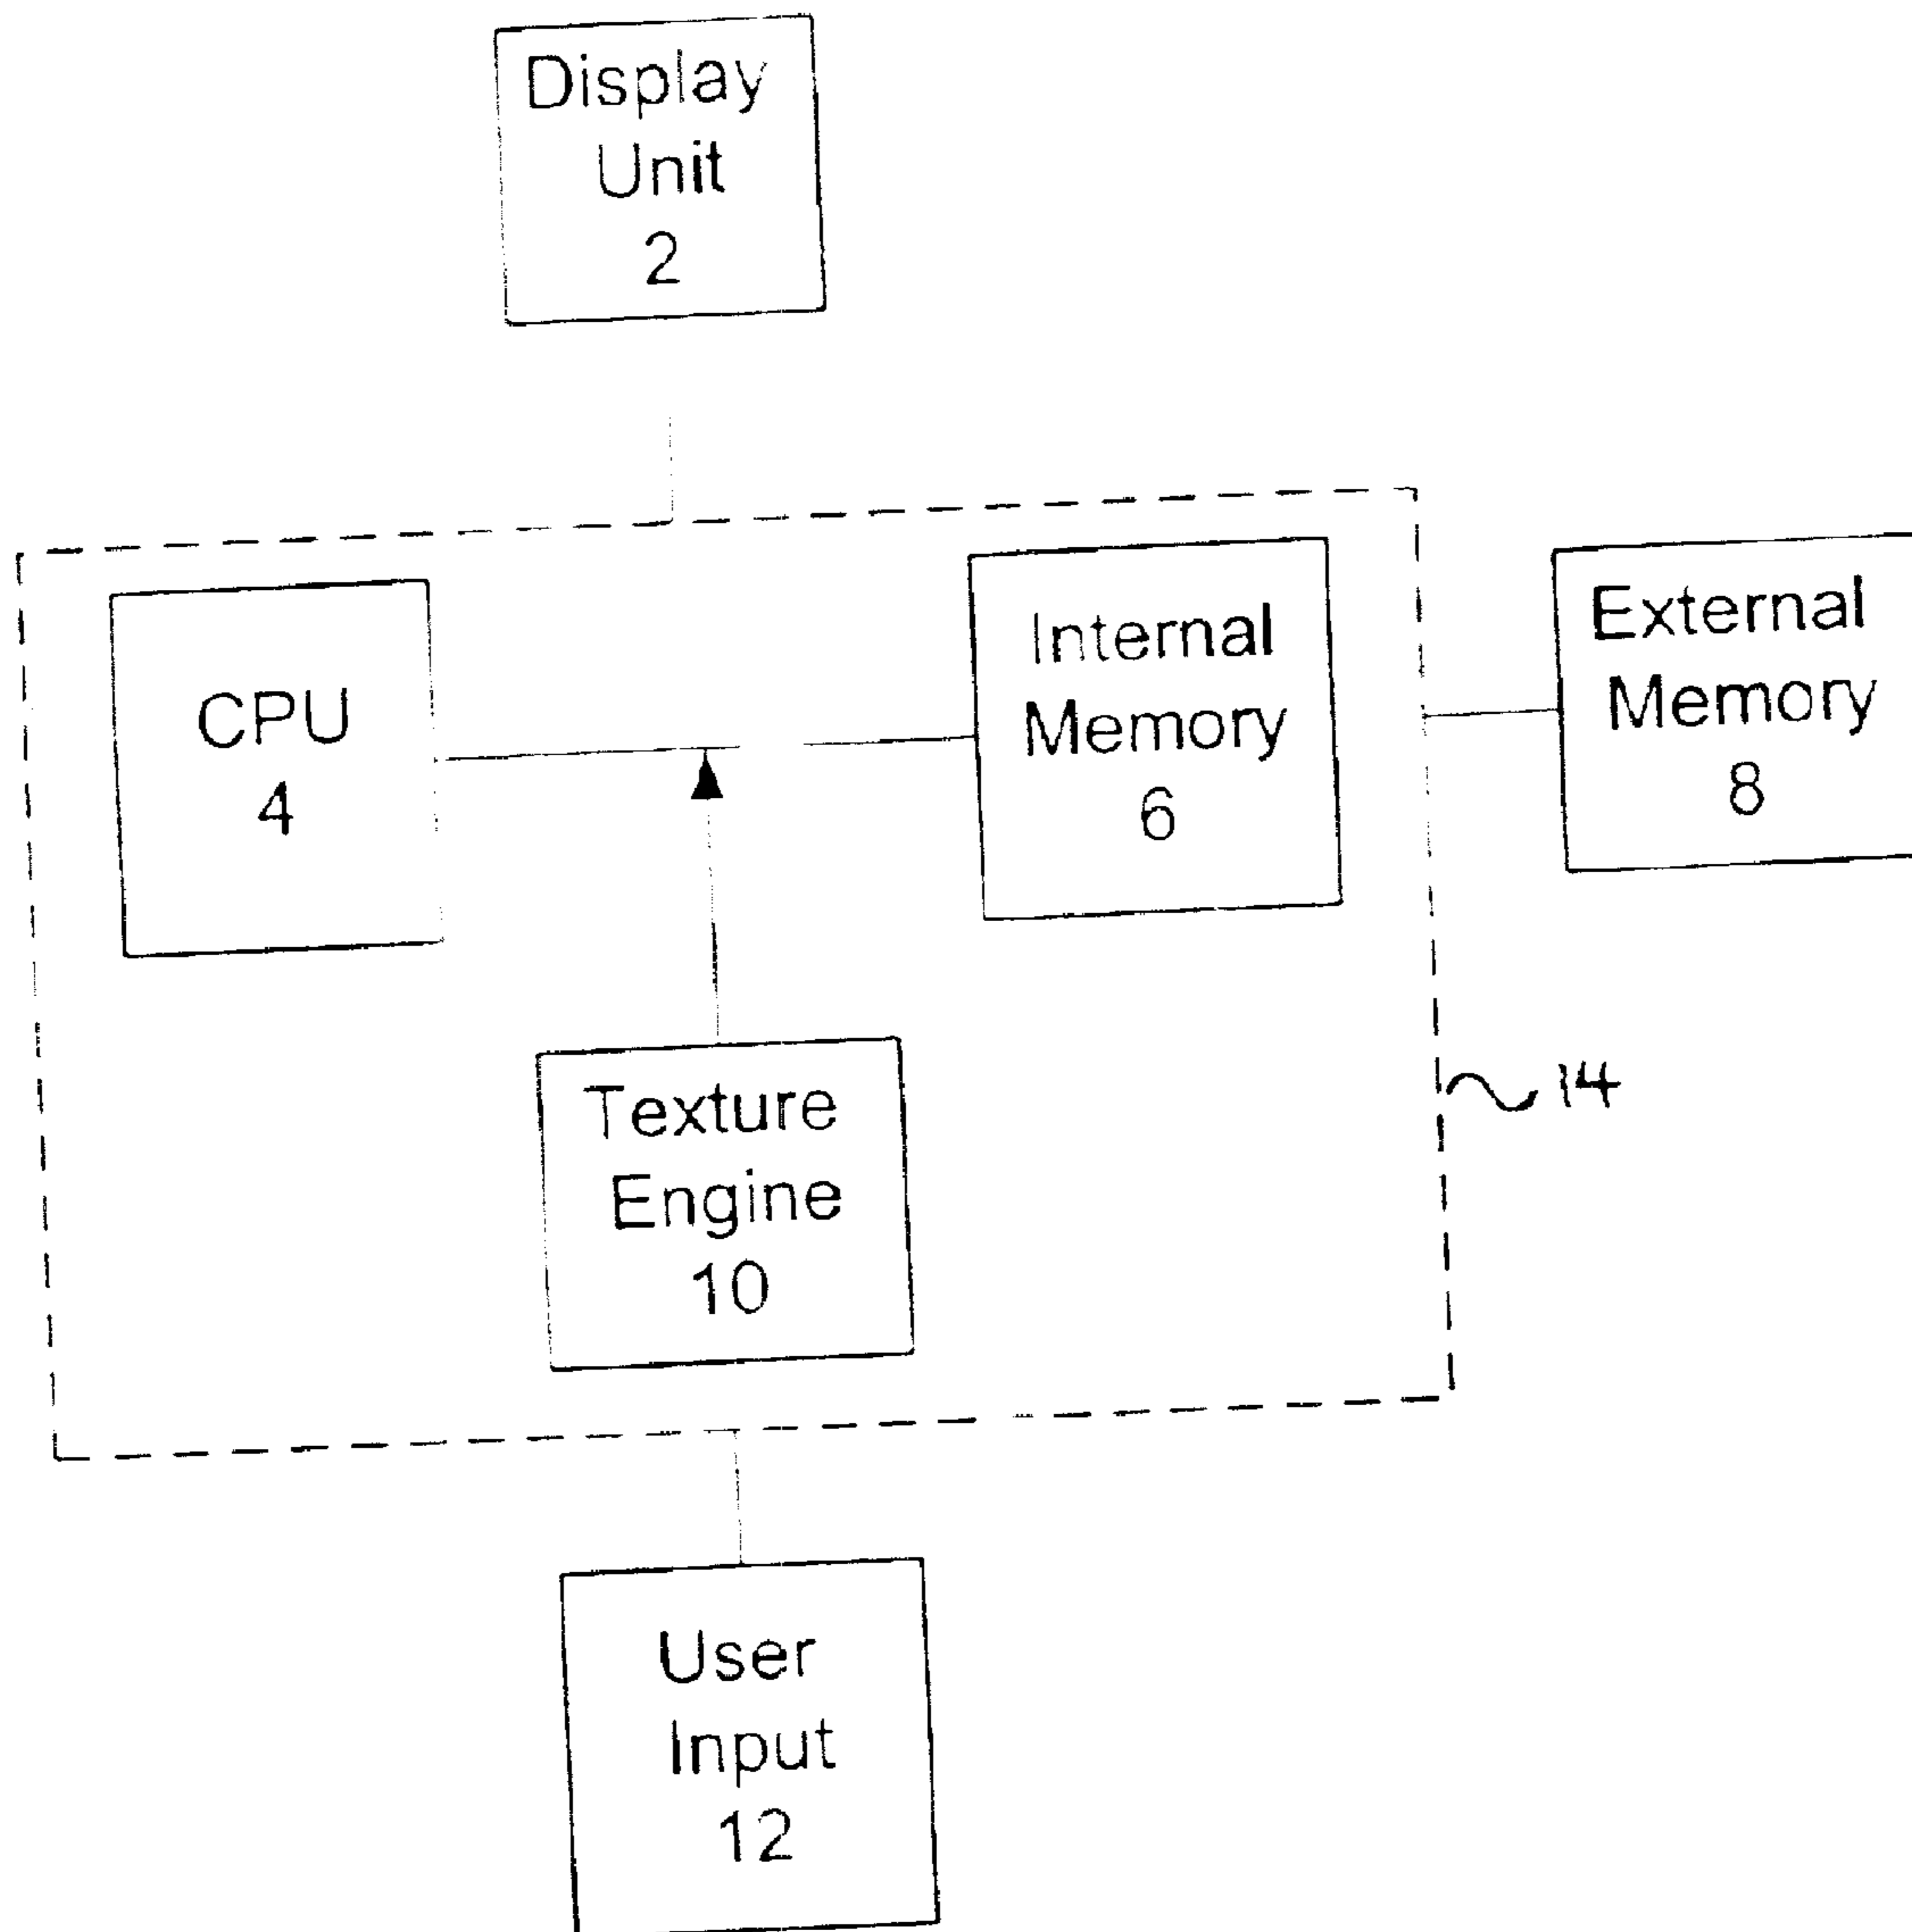 Display
Unit
2
CPU
4
Internal
Memory
6
External
Memory
8
Texture
Engine
10
14
User
Input
12